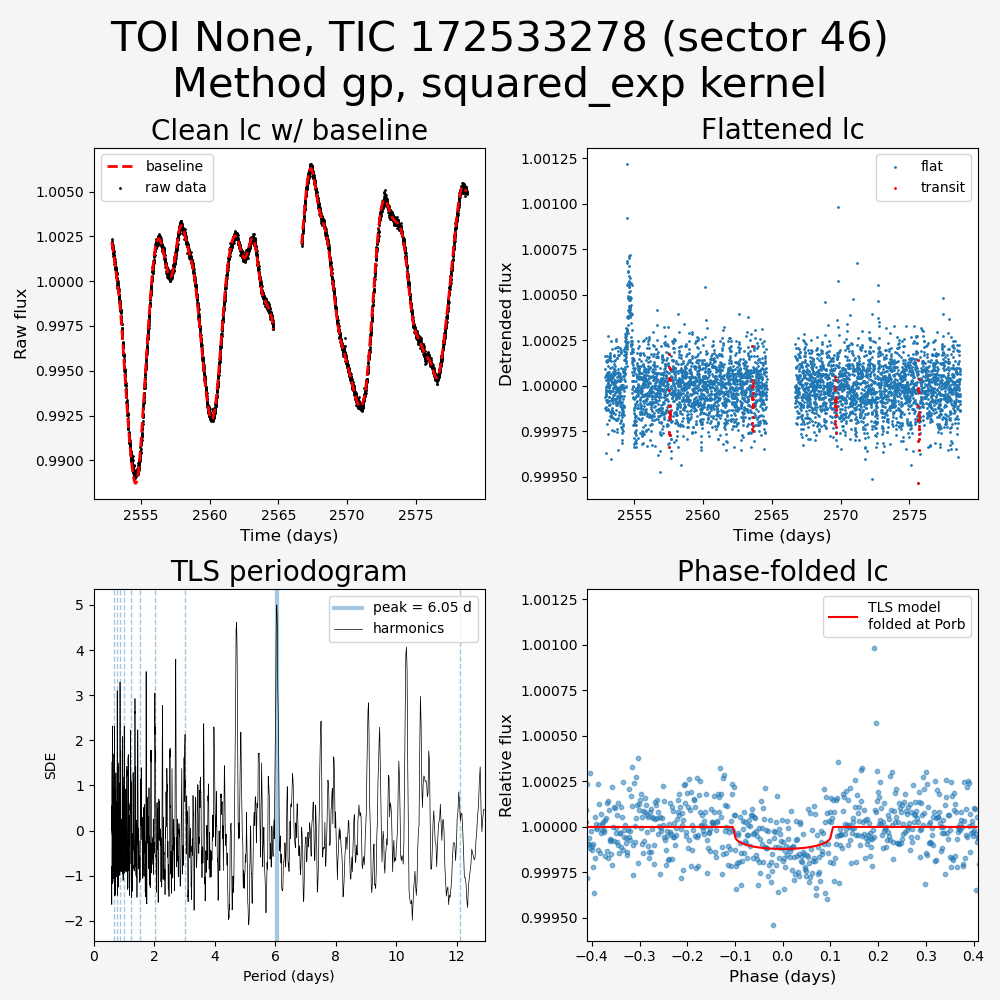 TOI None, TIC 172533278 (sector 46)
Method gp, squared_exp kernel
Clean lc w/ baseline
baseline
raw data
1.0050
1.0025
1.0000
0.9975
0.9950
0.9925
0.9900
Raw flux
2555 2560 2565 2570 2575
Time (days)
Flattened lc
flat
transit
1.00125
1.00100
1.00075
1.00050
1.00025
1.00000
0.99975
0.99950
Detrended flux
2555 2560 2565 2570 2575
Time (days)
TLS periodogram
peak = 6.05 d
harmonics
5
4
3
2
1
0
−1
−2
SDE
0 2 4 6 8 10 12
Period (days)
Phase-folded lc
TLS model
folded at Porb
1.00125
1.00100
1.00075
1.00050
1.00025
1.00000
0.99975
0.99950
Relative flux
−0.4 −0.3 −0.2 −0.1 0.0 0.1 0.2 0.3 0.4
Phase (days)